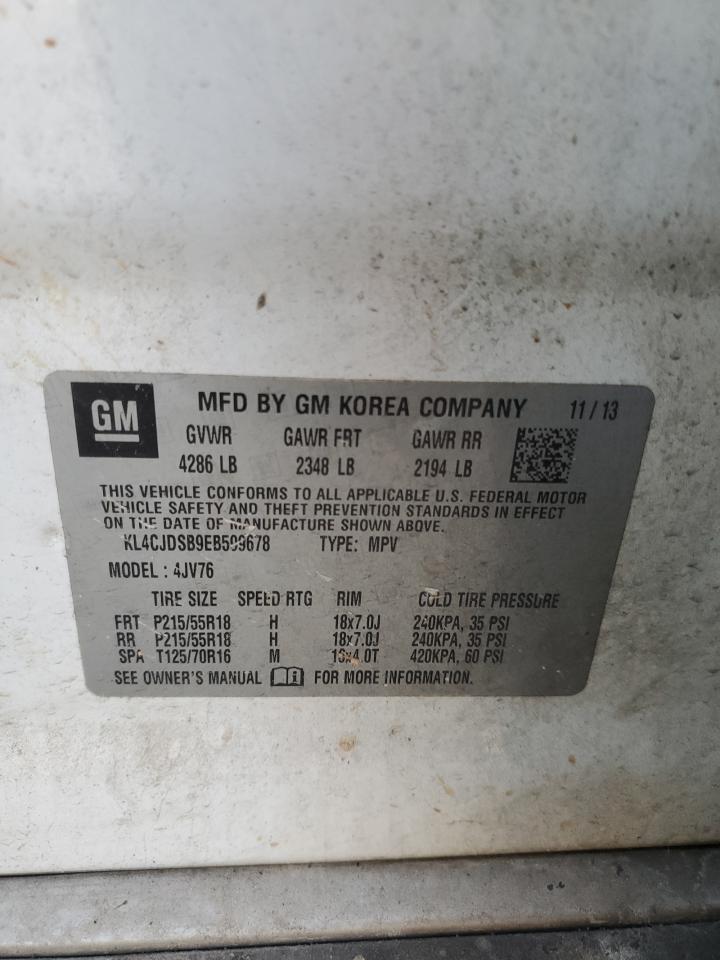 GM
MFD BY GM KOREA COMPANY 11/13
GVWR GAWR FRT GAWR RR
4286 LB 2348 LB 2194 LB
THIS VEHICLE CONFORMS TO ALL APPLICABLE U.S. FEDERAL MOTOR
VEHICLE SAFETY AND THEFT PREVENTION STANDARDS IN EFFECT
ON THE DATE OF MANUFACTURE SHOWN ABOVE.
KL4CJDSB9EB599678 TYPE: MPV
MODEL : 4JV76
TIRE SIZE SPEED RTG RIM COLD TIRE PRESSURE
FRT P215/55R18 H 18x7.0J 240KPA, 35 PSI
RR P215/55R18 H 18x7.0J 240KPA, 35 PSI
SPA T125/70R16 M 16x4.0T 420KPA, 60 PSI
SEE OWNER'S MANUAL FOR MORE INFORMATION.